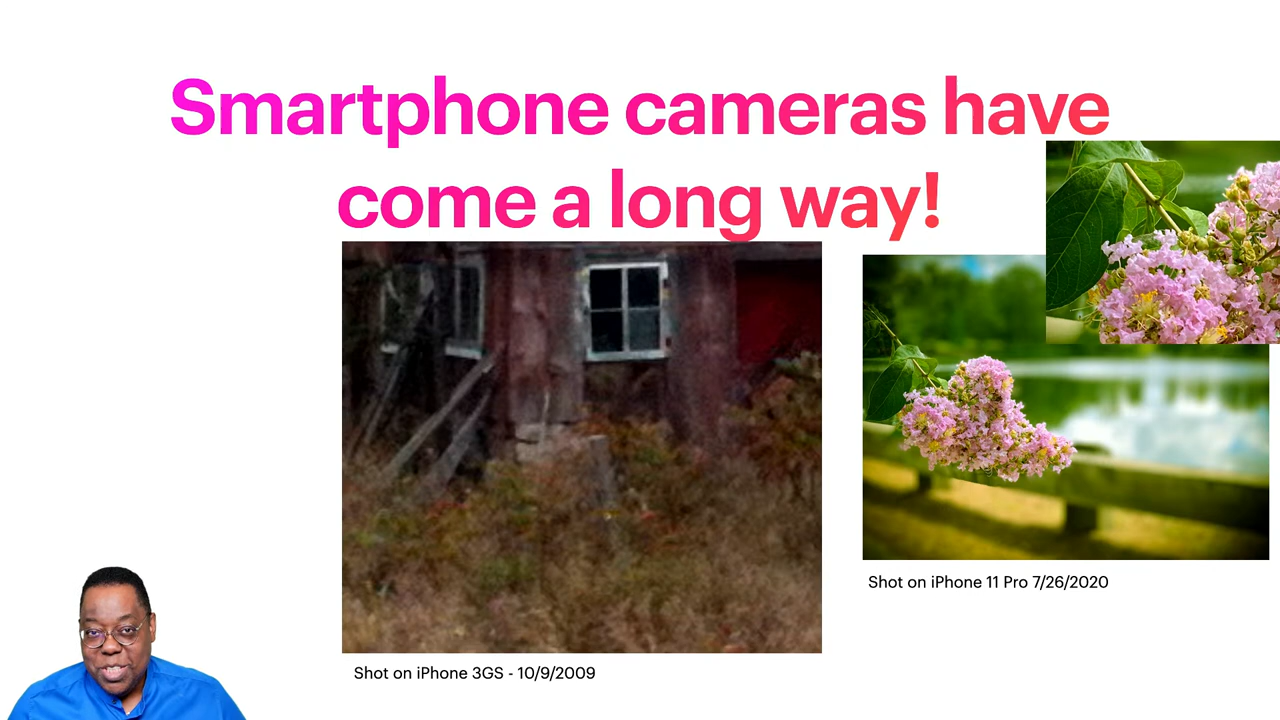 Smartphone cameras have
come a long way!
Shot on iPhone 11 Pro 7/26/2020
Shot on iPhone 3GS - 10/9/2009